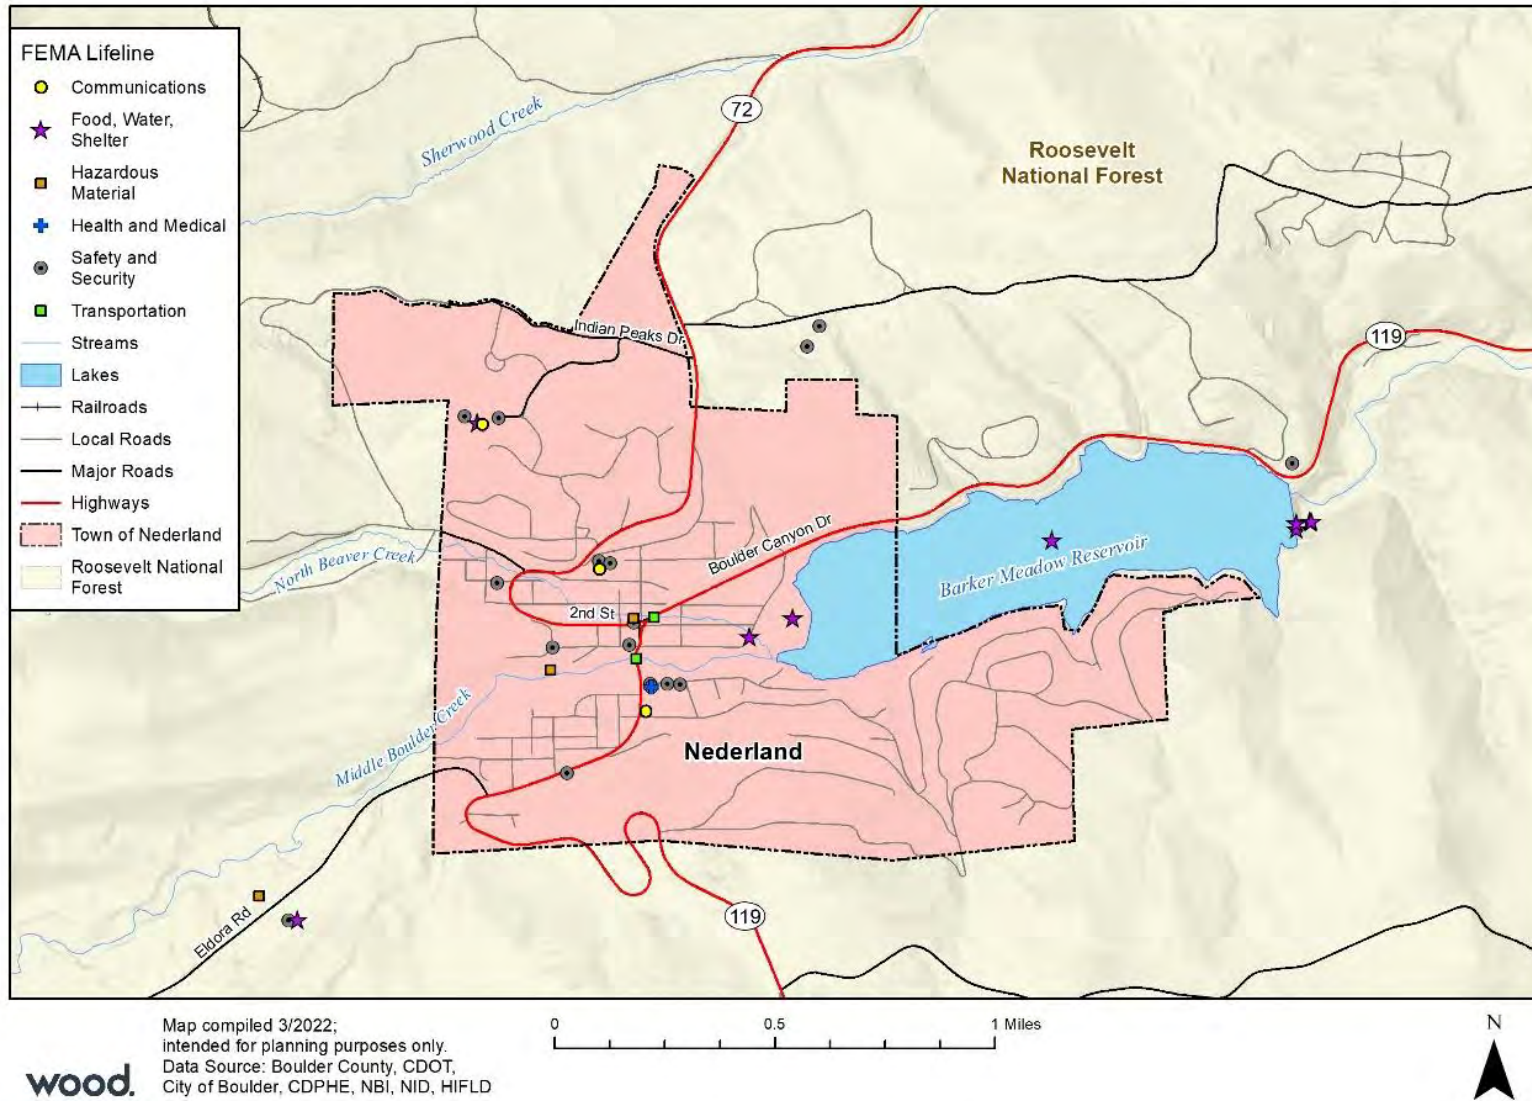 FEMA Lifeline
Communications
Food, Water,
Shelter
Hazardous
Material
Health and Medical
Safety and
Security
Transportation
Streams
Lakes
Railroads
Local Roads
Major Roads
Highways
Town of Nederland
Roosevelt National
Forest
72
Sherwood Creek
Roosevelt
National Forest
Indian Peaks Dr
119
Boulder Canyon Dr
North Beaver Creek
Barker Meadow Reservoir
2nd St
Middle Boulder Creek
Nederland
Eldora Rd
119
Map compiled 3/2022;
intended for planning purposes only.
Data Source: Boulder County, CDOT,
City of Boulder, CDPHE, NBI, NID, HIFLD
wood.
0 0.5 1 Miles
N